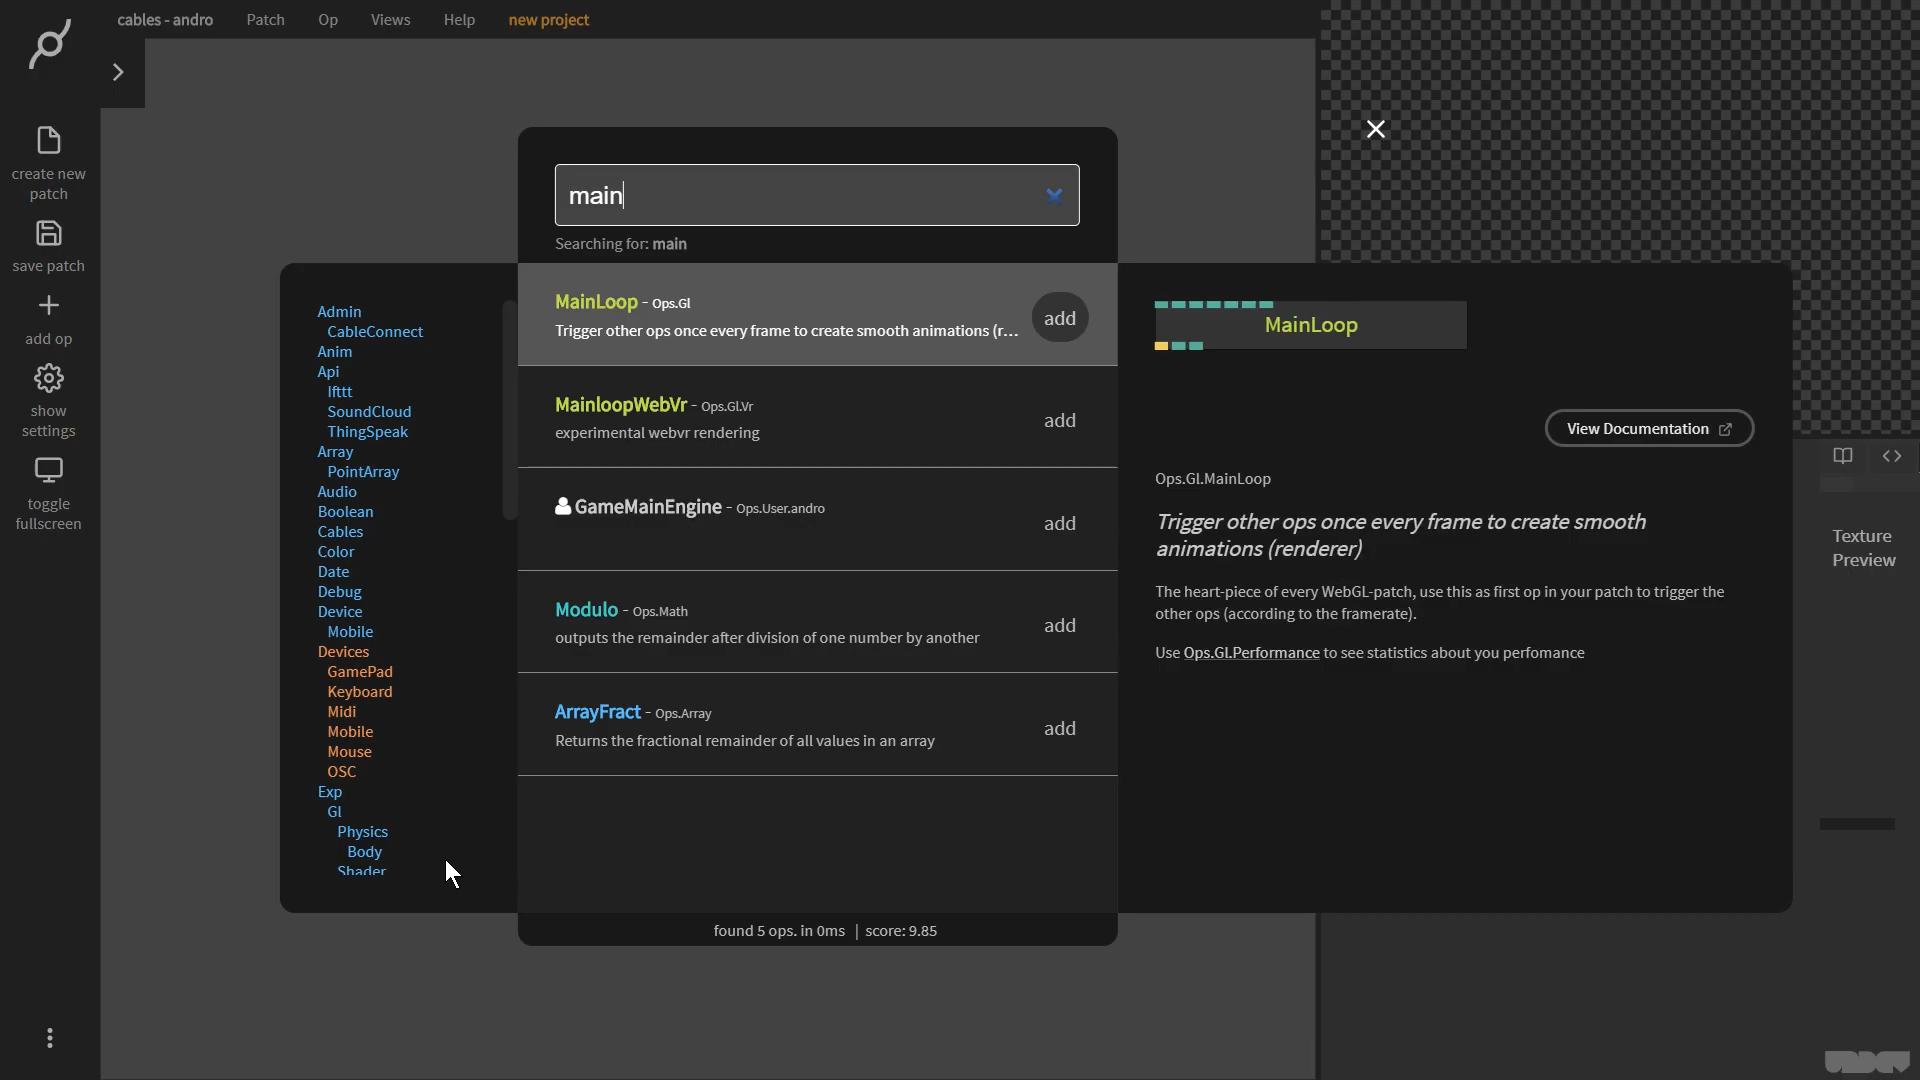 cables - andro Patch Op Views Help new project
create new
patch
save patch
add op
show
settings
toggle
fullscreen
main
Searching for: main
Admin
CableConnect
Anim
Api
Ifttt
SoundCloud
ThingSpeak
Array
PointArray
Audio
Boolean
Cables
Color
Date
Debug
Device
Mobile
Devices
GamePad
Keyboard
Midi
Mobile
Mouse
OSC
Exp
Gl
Physics
Body
Shader
MainLoop - Ops.Gl
Trigger other ops once every frame to create smooth animations (r...
add
MainloopWebVr - Ops.Gl.Vr
experimental webvr rendering
add
GameMainEngine - Ops.User.andro
add
Modulo - Ops.Math
outputs the remainder after division of one number by another
add
ArrayFract - Ops.Array
Returns the fractional remainder of all values in an array
add
found 5 ops. in 0ms | score: 9.85
MainLoop
View Documentation
Ops.Gl.MainLoop
Trigger other ops once every frame to create smooth
animations (renderer)
The heart-piece of every WebGL-patch, use this as first op in your patch to trigger the
other ops (according to the framerate).
Use Ops.Gl.Performance to see statistics about you perfomance
Texture
Preview